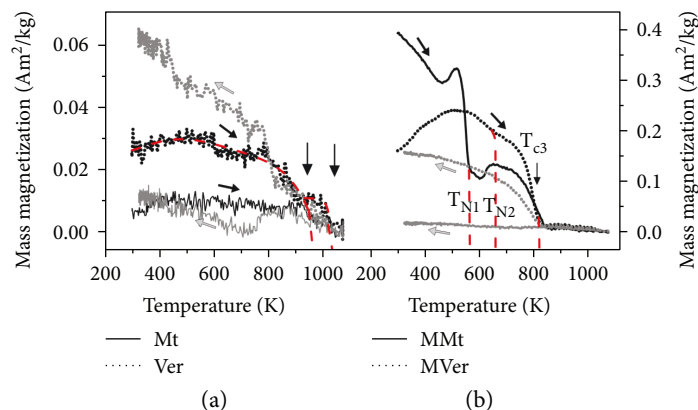 Mass magnetization (Am²/kg)
0.06
0.04
0.02
0.00
200
400
600
800
1000
Temperature (K)
Mt
Ver
(a)
0.4
0.3
0.2
0.1
0.0
Mass magnetization (Am²/kg)
T_c3
T_N1
T_N2
200
400
600
800
1000
Temperature (K)
MMt
MVer
(b)